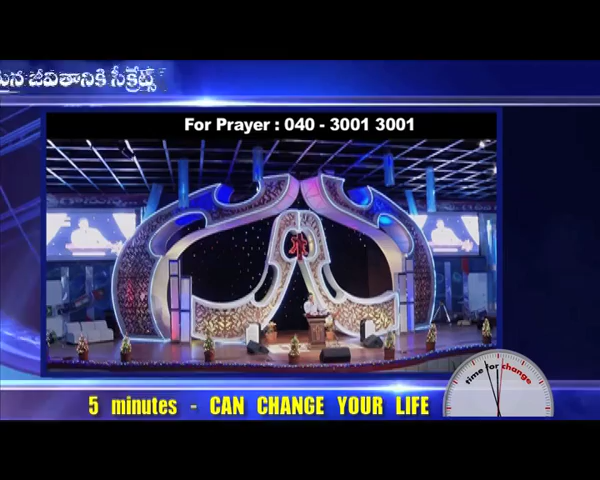 జీవితానికి సీక్రెట్స్
For Prayer : 040 - 3001 3001
5 minutes - CAN CHANGE YOUR LIFE
time for change